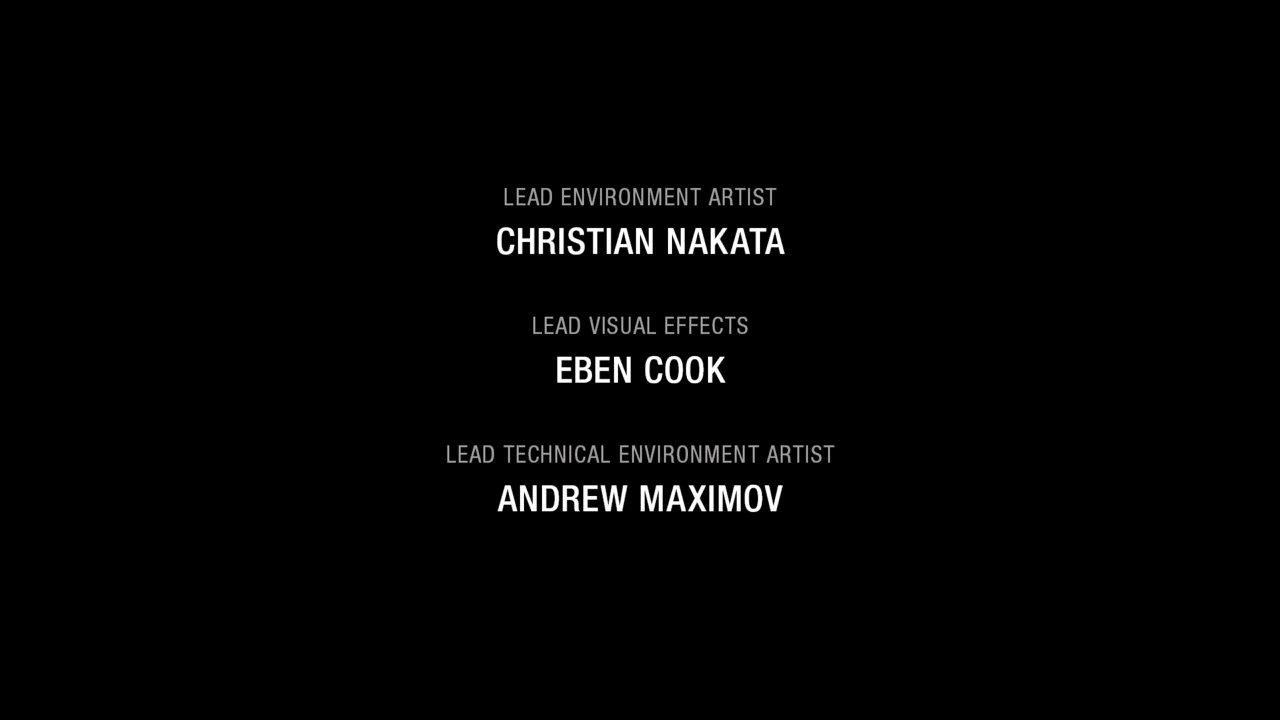 LEAD ENVIRONMENT ARTIST
CHRISTIAN NAKATA
LEAD VISUAL EFFECTS
EBEN COOK
LEAD TECHNICAL ENVIRONMENT ARTIST
ANDREW MAXIMOV